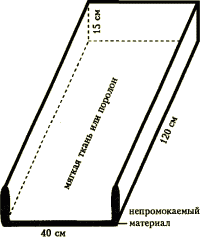 15 см
мягкая ткань или поролон
120 см
непромокаемый
материал
40 см